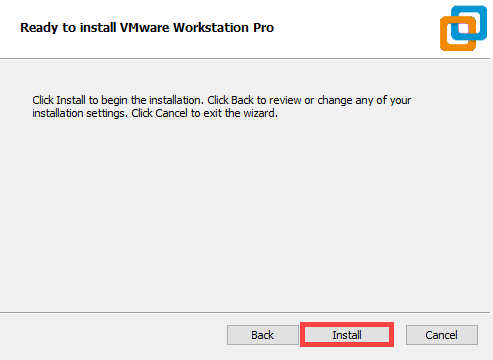 Ready to install VMware Workstation Pro
Click Install to begin the installation. Click Back to review or change any of your
installation settings. Click Cancel to exit the wizard.
Back
Install
Cancel